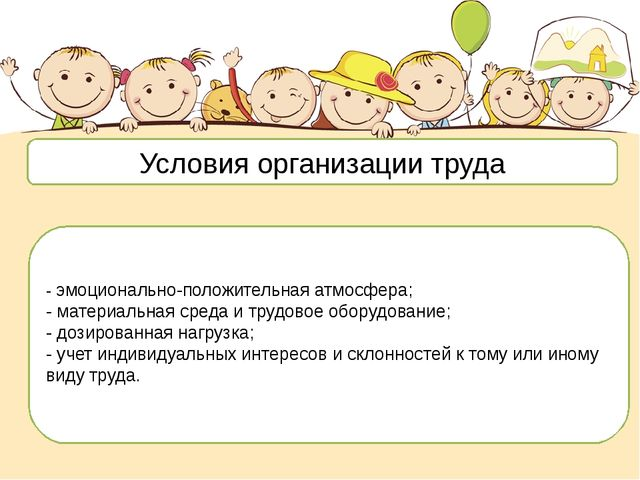 Условия организации труда
- эмоционально-положительная атмосфера;
- материальная среда и трудовое оборудование;
- дозированная нагрузка;
- учет индивидуальных интересов и склонностей к тому или иному
виду труда.